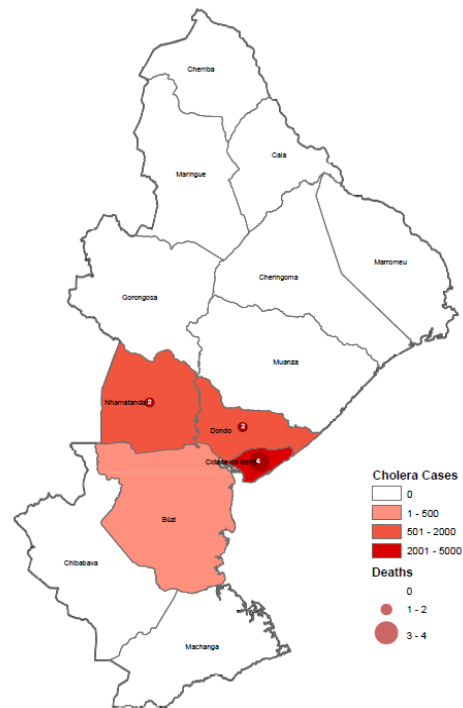 Chemba
Caia
Maringue
Marromeu
Cheringoma
Gorongosa
Muanza
Nhamatanda 2
2
Dondo
Cidade da Beira 4
Búzi
Chibabava
Machanga
Cholera Cases
0
1 - 500
501 - 2000
2001 - 5000
Deaths
0
1 - 2
3 - 4